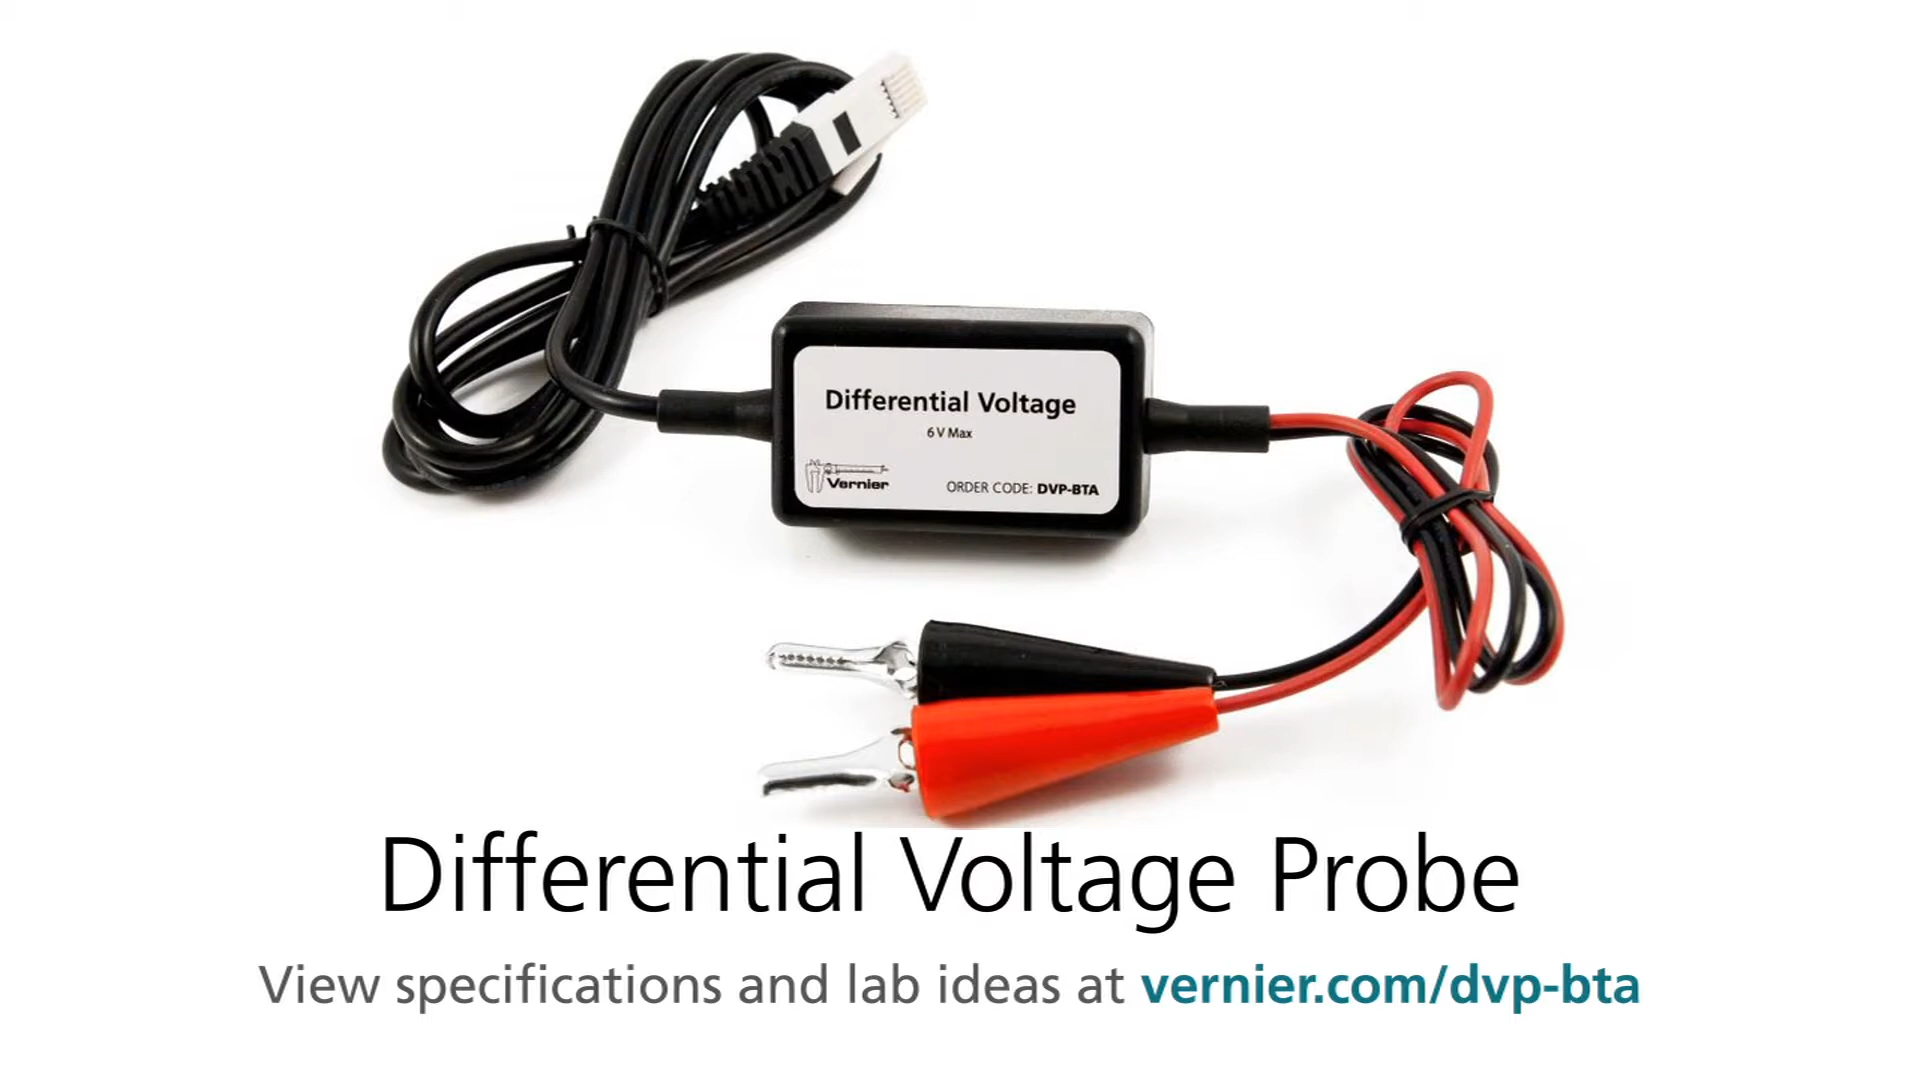 Differential Voltage
6 V Max
Vernier
ORDER CODE: DVP-BTA
Differential Voltage Probe
View specifications and lab ideas at vernier.com/dvp-bta